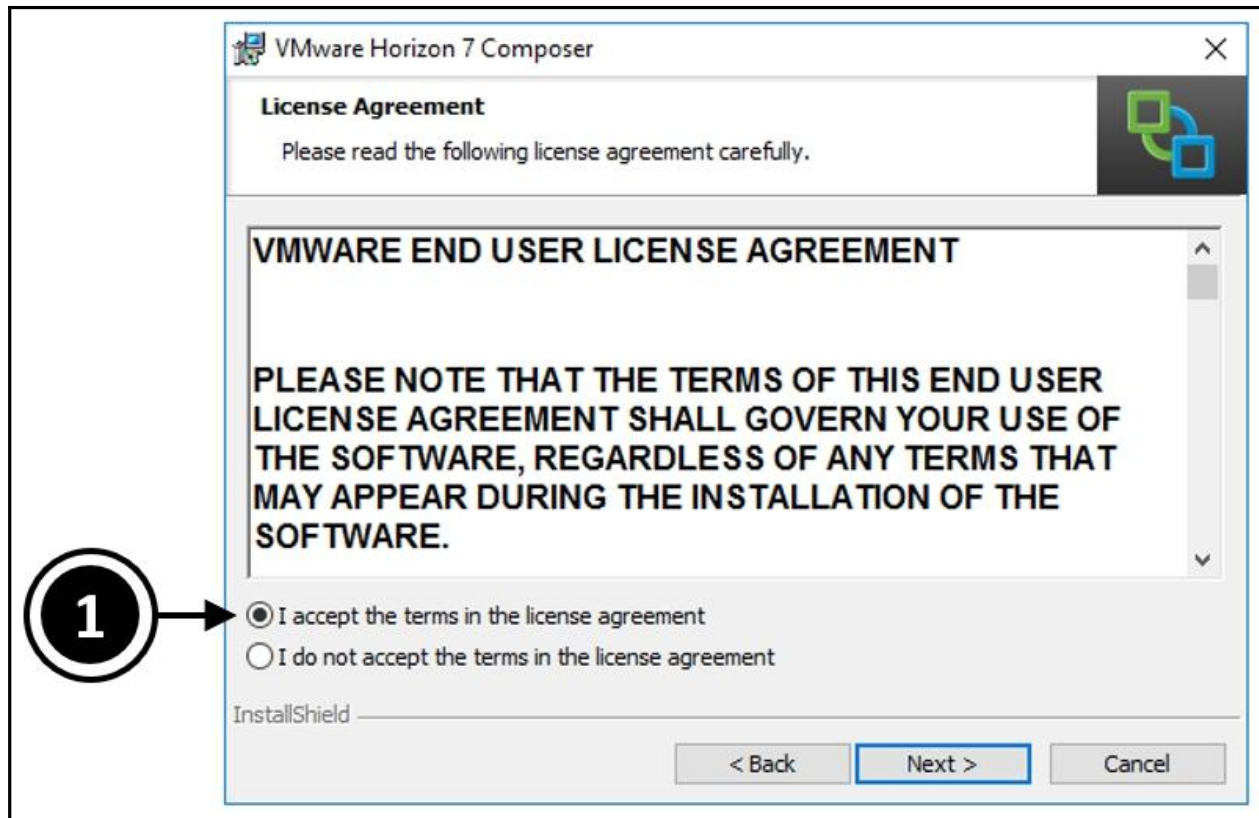 VMware Horizon 7 Composer
License Agreement
Please read the following license agreement carefully.
VMWARE END USER LICENSE AGREEMENT
PLEASE NOTE THAT THE TERMS OF THIS END USER
LICENSE AGREEMENT SHALL GOVERN YOUR USE OF
THE SOFTWARE, REGARDLESS OF ANY TERMS THAT
MAY APPEAR DURING THE INSTALLATION OF THE
SOFTWARE.
1
I accept the terms in the license agreement
I do not accept the terms in the license agreement
InstallShield
< Back Next > Cancel